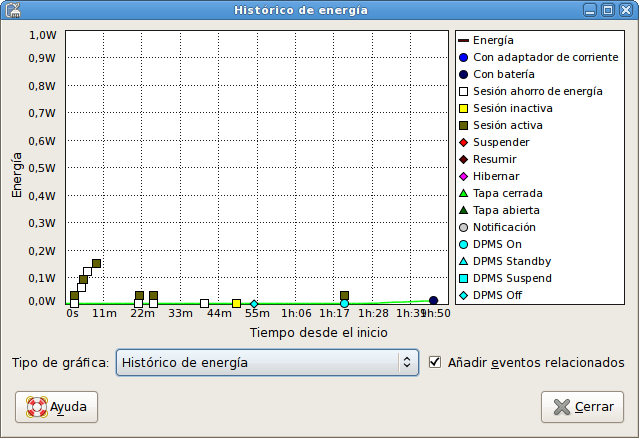 Histórico de energía
1,0W
0,9W
0,8W
0,7W
0,6W
0,5W
0,4W
0,3W
0,2W
0,1W
0,0W
Energía
0s 11m 22m 33m 44m 55m 1h:06 1h:17 1h:28 1h:39 1h:50
Tiempo desde el inicio
Energía
Con adaptador de corriente
Con batería
Sesión ahorro de energía
Sesión inactiva
Sesión activa
Suspender
Resumir
Hibernar
Tapa cerrada
Tapa abierta
Notificación
DPMS On
DPMS Standby
DPMS Suspend
DPMS Off
Tipo de gráfica: Histórico de energía Añadir eventos relacionados
Ayuda Cerrar